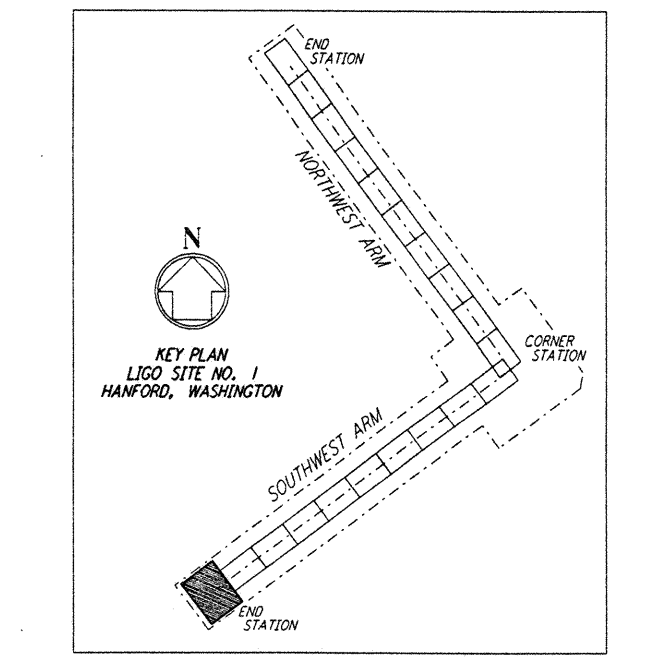 END
STATION
NORTHWEST ARM
N
KEY PLAN
LIGO SITE NO. 1
HANFORD, WASHINGTON
CORNER
STATION
SOUTHWEST ARM
END
STATION